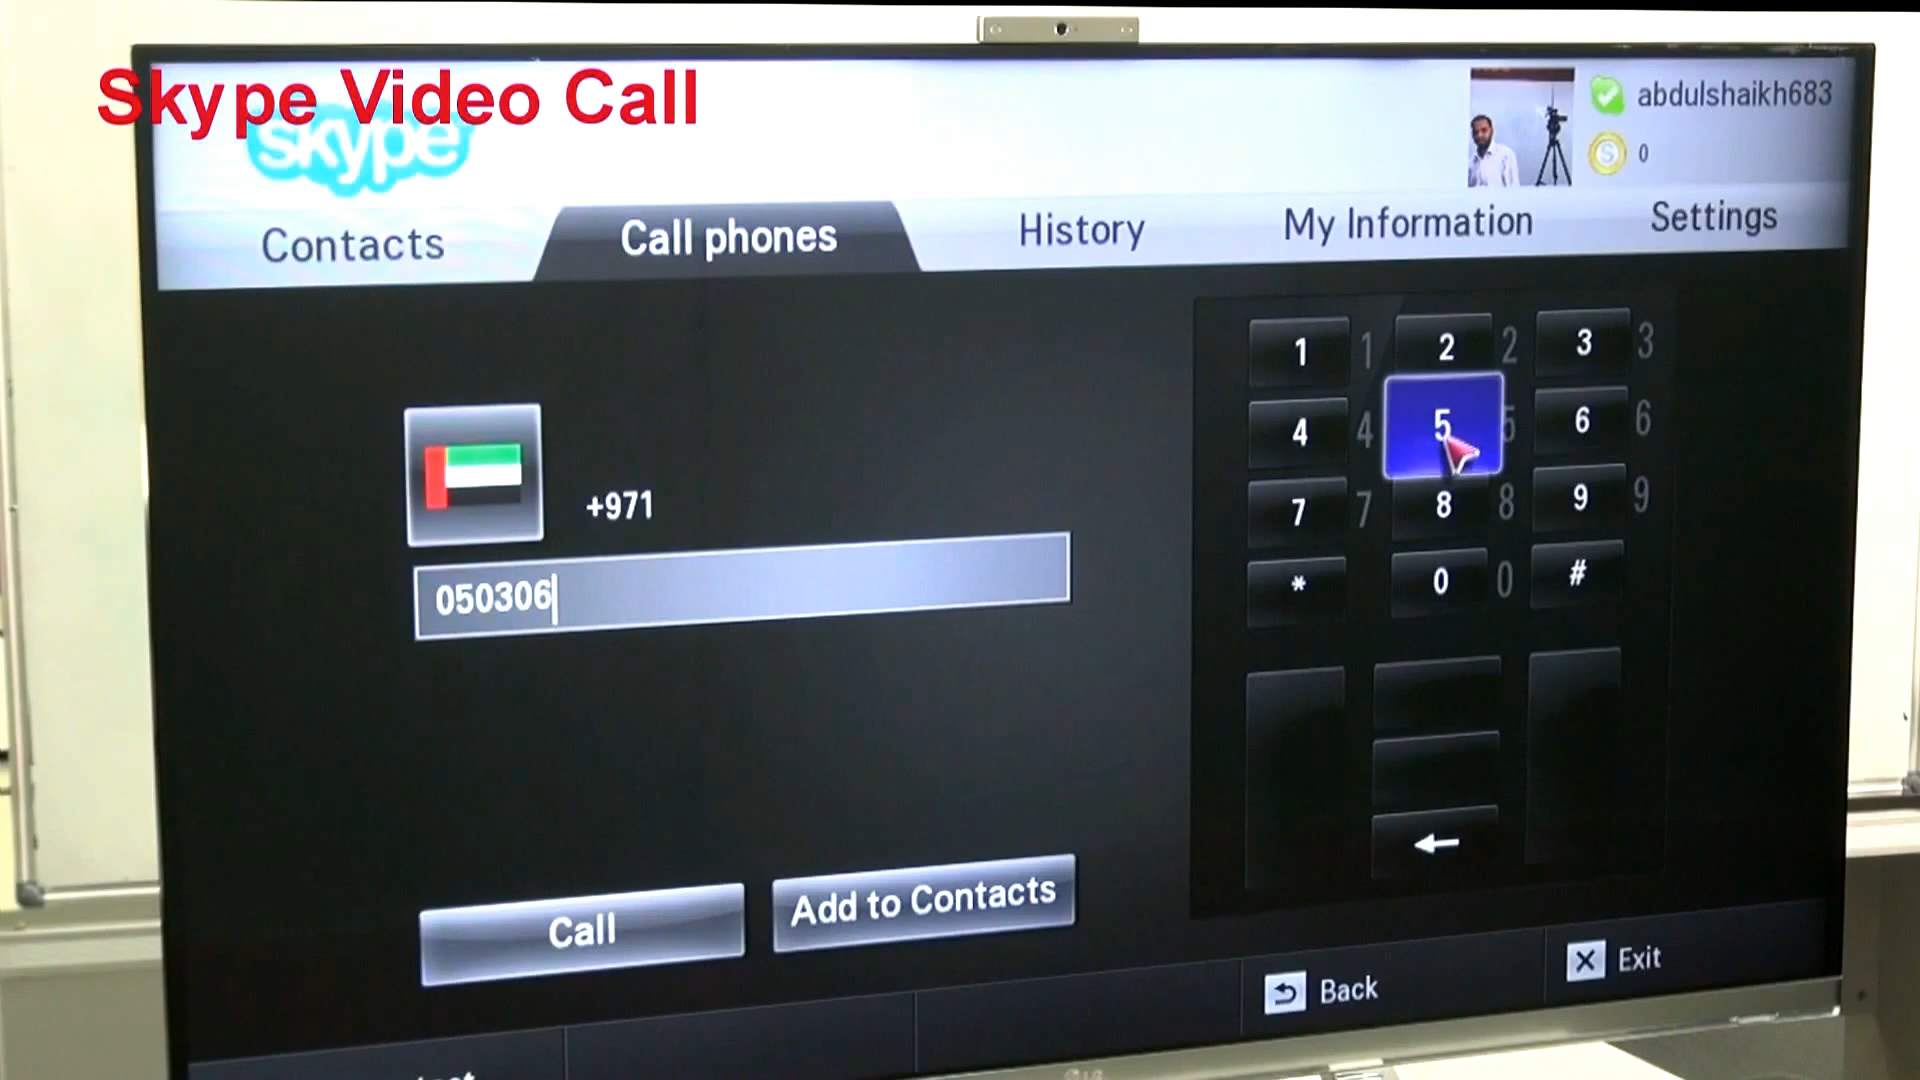 Skype Video Call
skype
abdulshaikh683
0
Contacts
Call phones
History
My Information
Settings
1 1 2 2 3 3
4 4 5 5 6 6
7 7 8 8 9 9
* 0 0 #
+971
050306
Call
Add to Contacts
Back
Exit
LG